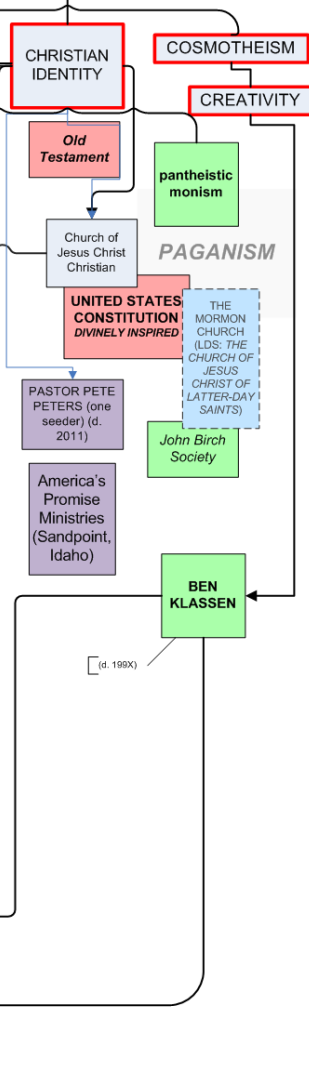 CHRISTIAN
IDENTITY
COSMOTHEISM
CREATIVITY
Old
Testament
pantheistic
monism
Church of
Jesus Christ
Christian
PAGANISM
UNITED STATES
CONSTITUTION
DIVINELY INSPIRED
THE
MORMON
CHURCH
(LDS: THE
CHURCH OF
JESUS
CHRIST OF
LATTER-DAY
SAINTS)
PASTOR PETE
PETERS (one
seeder) (d.
2011)
John Birch
Society
America's
Promise
Ministries
(Sandpoint,
Idaho)
BEN
KLASSEN
(d. 199X)